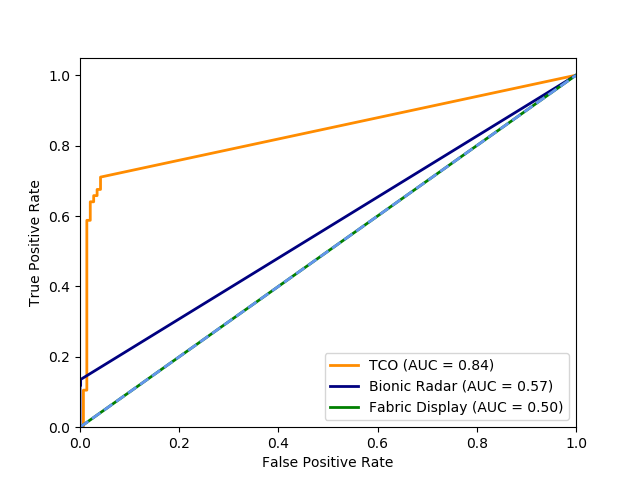 1.0
0.8
0.6
0.4
0.2
0.0
True Positive Rate
TCO (AUC = 0.84)
Bionic Radar (AUC = 0.57)
Fabric Display (AUC = 0.50)
0.0 0.2 0.4 0.6 0.8 1.0
False Positive Rate